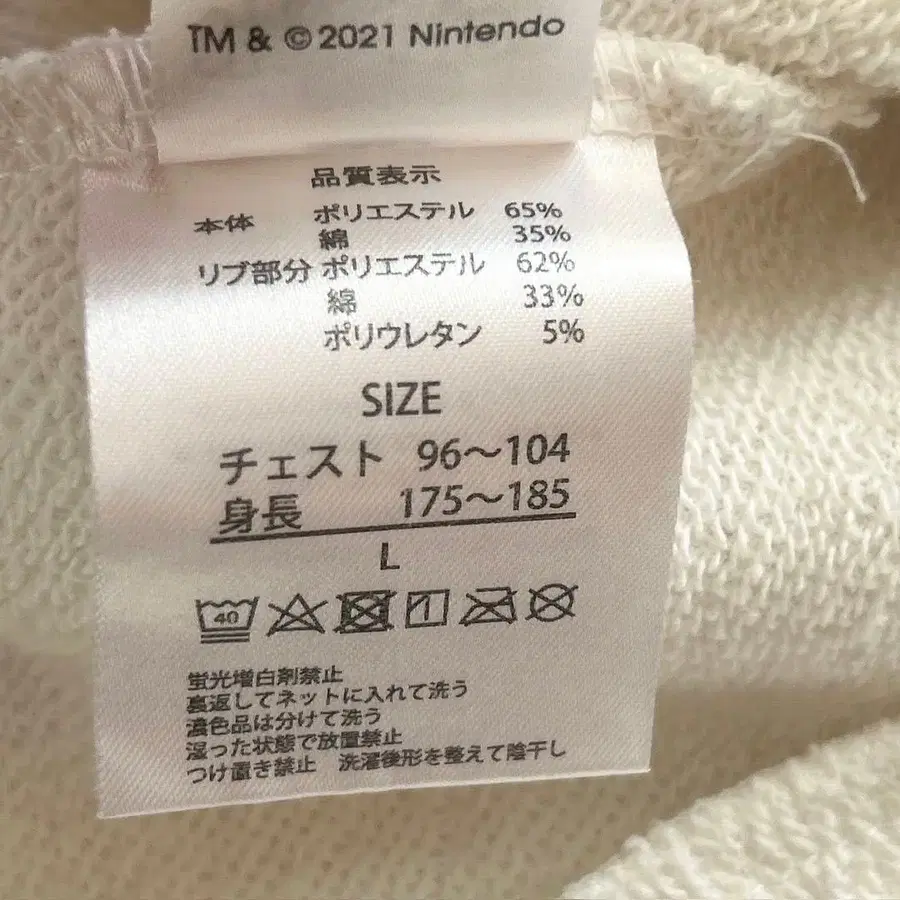 TM & © 2021 Nintendo
品質表示
本体 ポリエステル 65%
綿 35%
リブ部分 ポリエステル 62%
綿 33%
ポリウレタン 5%
SIZE
チェスト 96～104
身長 175～185
L
40
蛍光増白剤禁止
裏返してネットに入れて洗う
濃色品は分けて洗う
湿った状態で放置禁止
つけ置き禁止 洗濯後形を整えて陰干し